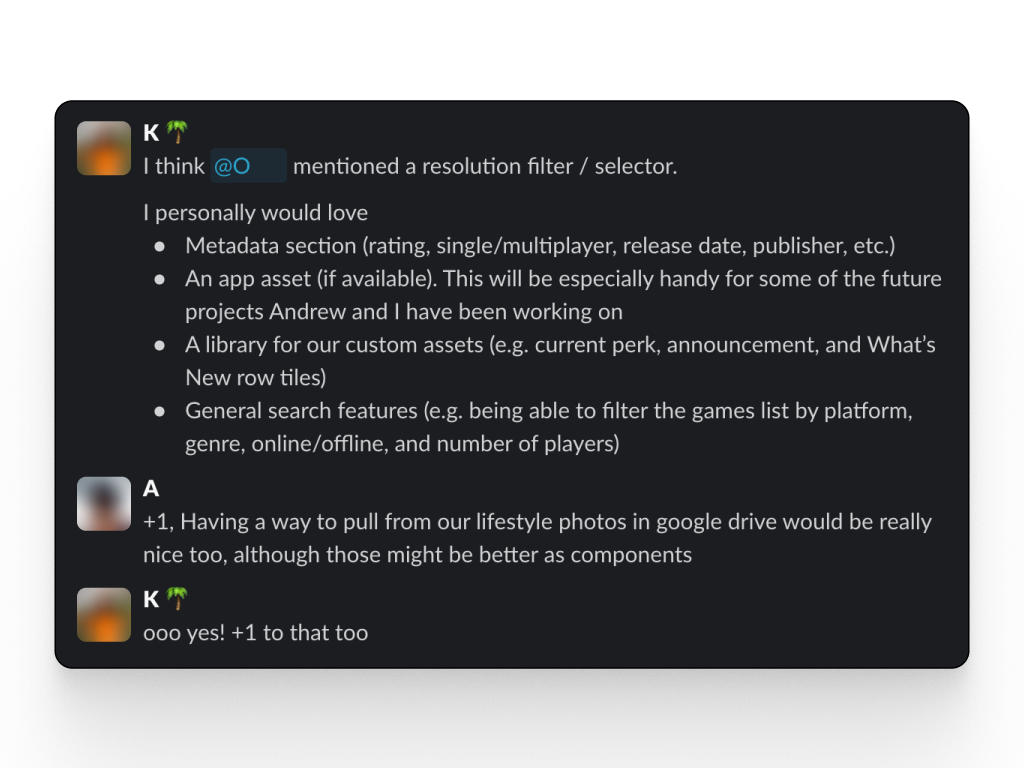 K 🌴
I think @O mentioned a resolution filter / selector.
I personally would love
● Metadata section (rating, single/multiplayer, release date, publisher, etc.)
● An app asset (if available). This will be especially handy for some of the future
projects Andrew and I have been working on
● A library for our custom assets (e.g. current perk, announcement, and What’s
New row tiles)
● General search features (e.g. being able to filter the games list by platform,
genre, online/offline, and number of players)
A
+1, Having a way to pull from our lifestyle photos in google drive would be really
nice too, although those might be better as components
K 🌴
ooo yes! +1 to that too